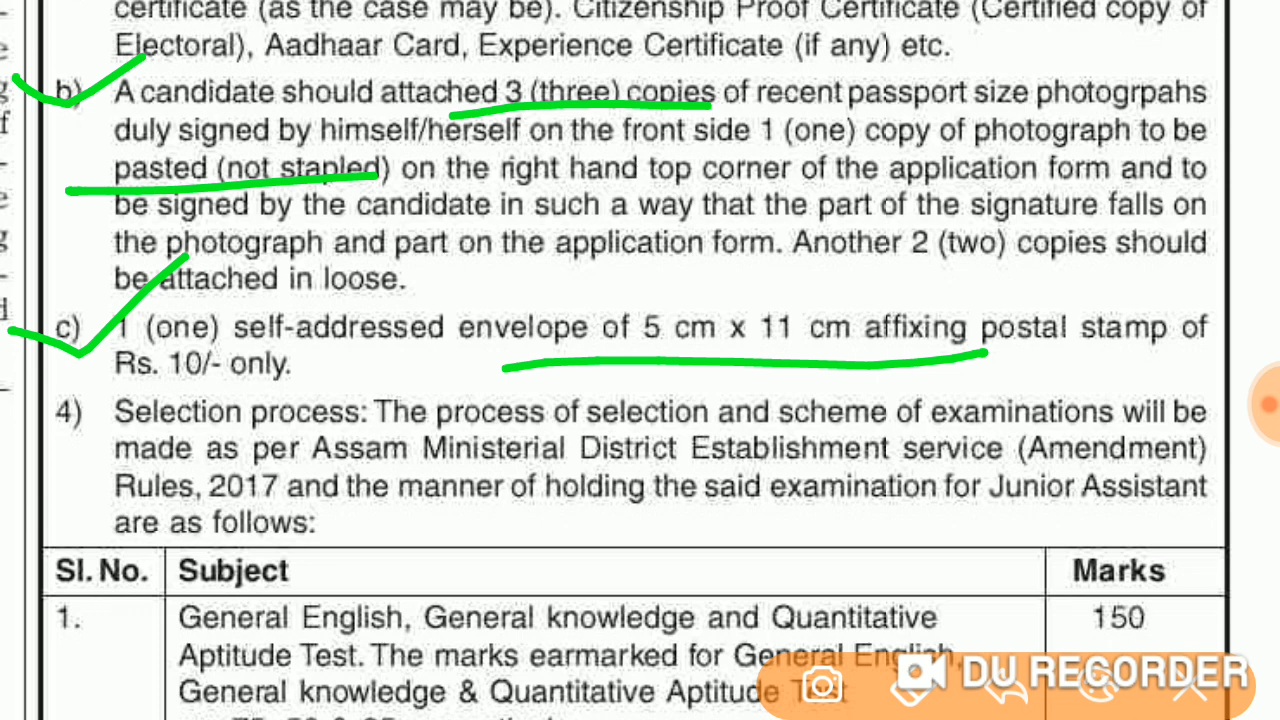 certificate (as the case may be). Citizenship Proof Certificate (Certified copy of
Electoral), Aadhaar Card, Experience Certificate (if any) etc.
b) A candidate should attached 3 (three) copies of recent passport size photogrpahs
duly signed by himself/herself on the front side 1 (one) copy of photograph to be
pasted (not stapled) on the right hand top corner of the application form and to
be signed by the candidate in such a way that the part of the signature falls on
the photograph and part on the application form. Another 2 (two) copies should
be attached in loose.
c) 1 (one) self-addressed envelope of 5 cm x 11 cm affixing postal stamp of
Rs. 10/- only.
4) Selection process: The process of selection and scheme of examinations will be
made as per Assam Ministerial District Establishment service (Amendment)
Rules, 2017 and the manner of holding the said examination for Junior Assistant
are as follows:
Sl. No. Subject Marks
1. General English, General knowledge and Quantitative 150
Aptitude Test. The marks earmarked for General English,
General knowledge & Quantitative Aptitude Test
DU RECORDER